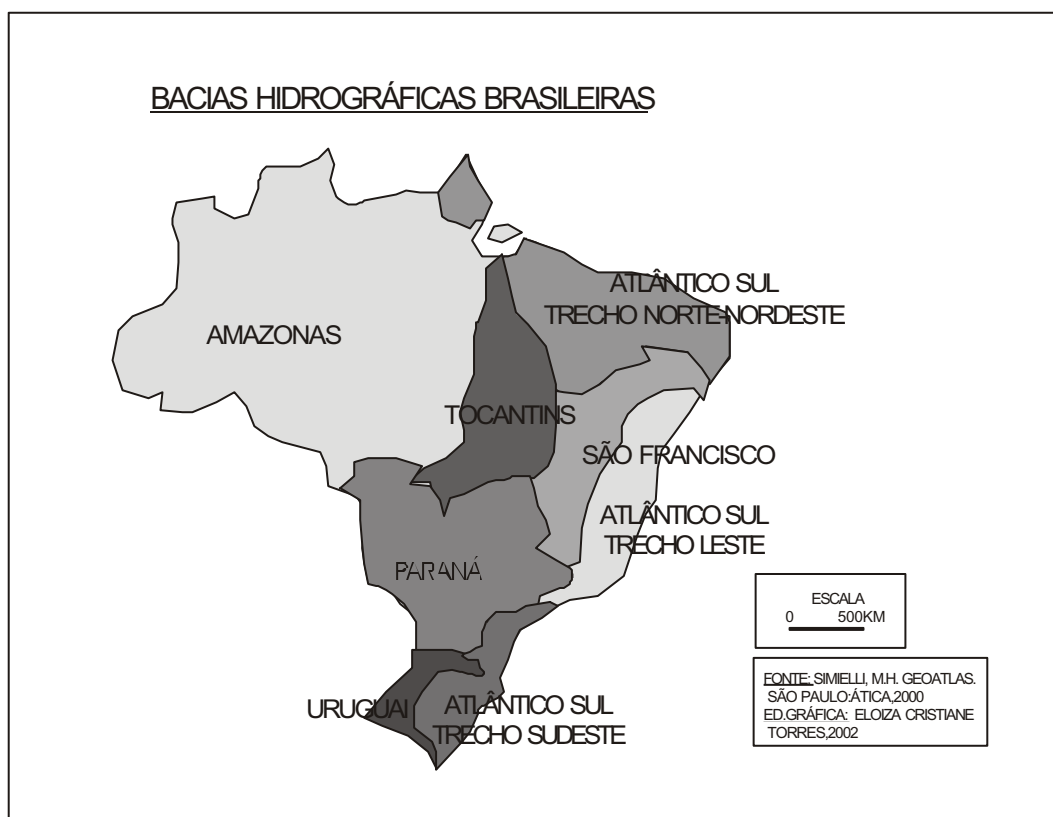 BACIAS HIDROGRÁFICAS BRASILEIRAS
ATLÂNTICO SUL
TRECHO NORTE-NORDESTE
AMAZONAS
TOCANTINS
SÃO FRANCISCO
ATLÂNTICO SUL
TRECHO LESTE
PARANÁ
ESCALA
0 500KM
URUGUAI
ATLÂNTICO SUL
TRECHO SUDESTE
FONTE: SIMIELLI, M.H. GEOATLAS.
SÃO PAULO:ÁTICA,2000
ED.GRÁFICA: ELOIZA CRISTIANE
TORRES,2002